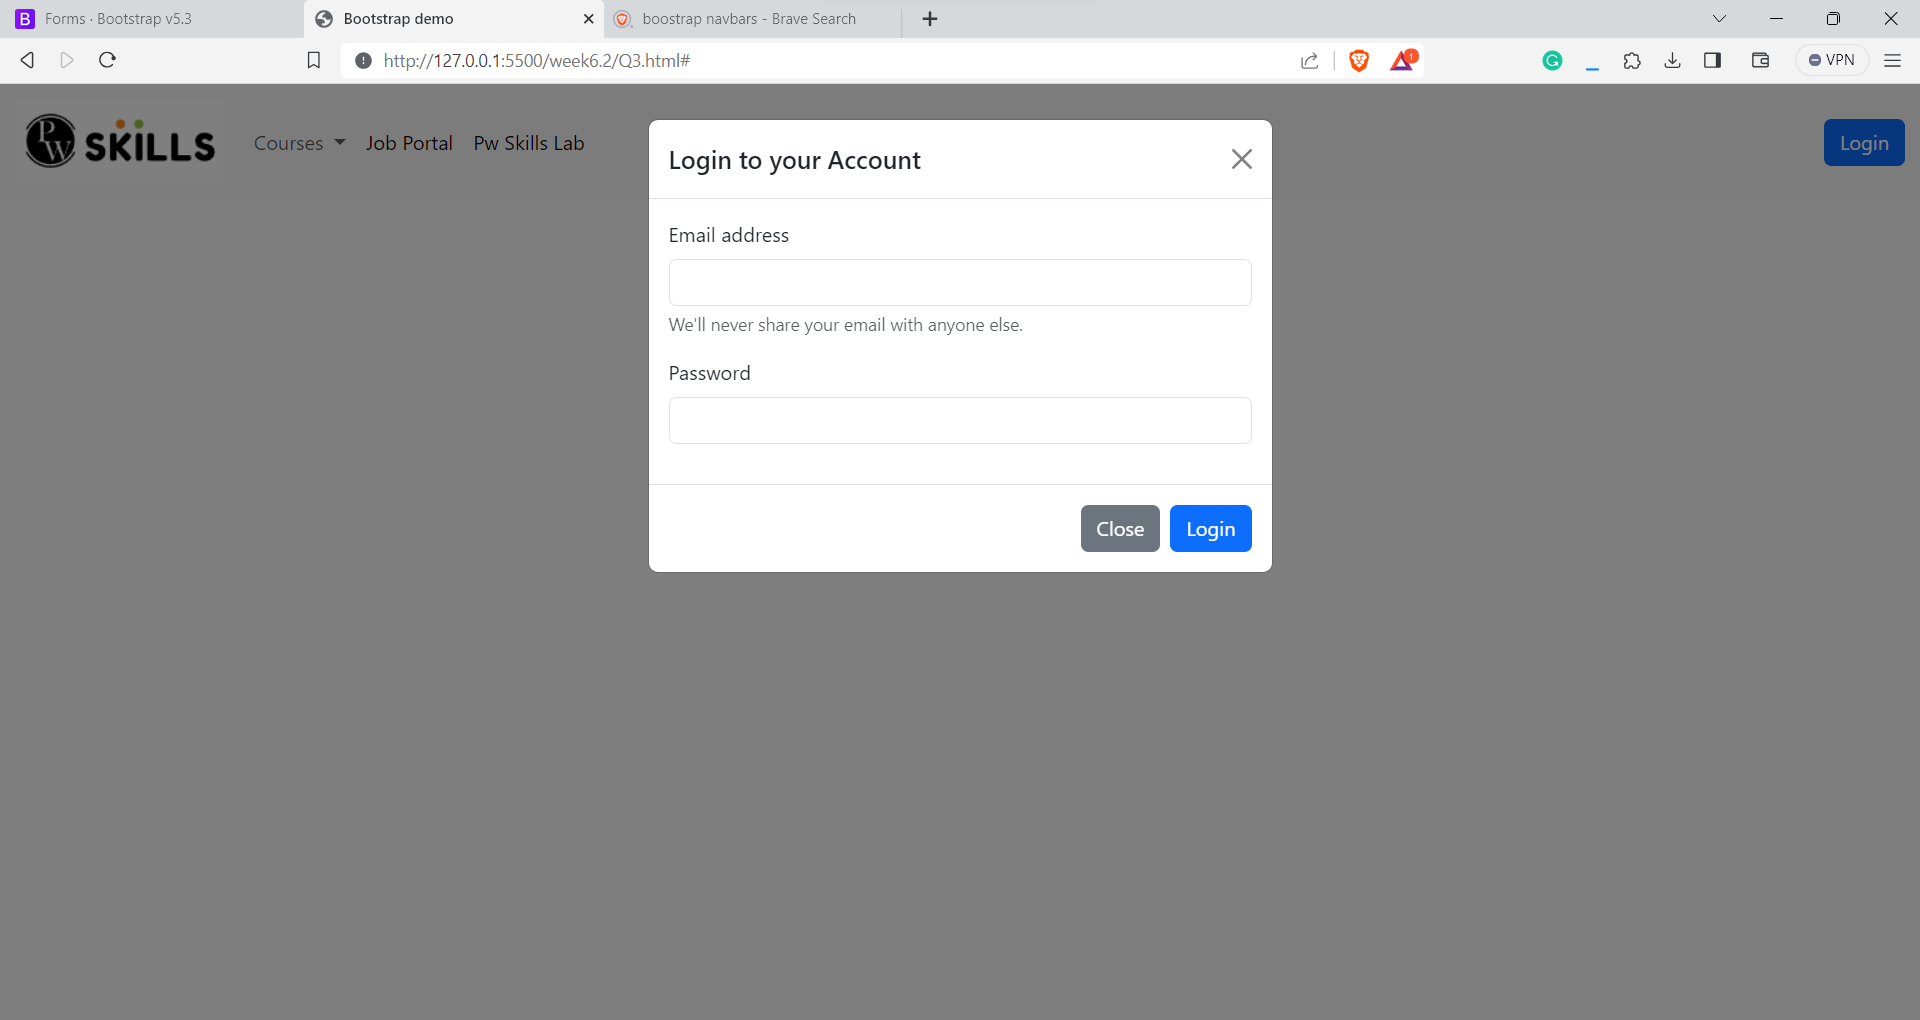 Forms · Bootstrap v5.3
Bootstrap demo
boostrap navbars - Brave Search
http://127.0.0.1:5500/week6.2/Q3.html#
1
VPN
PW SKILLS
Courses
Job Portal
Pw Skills Lab
Login
Login to your Account
Email address
We'll never share your email with anyone else.
Password
Close
Login